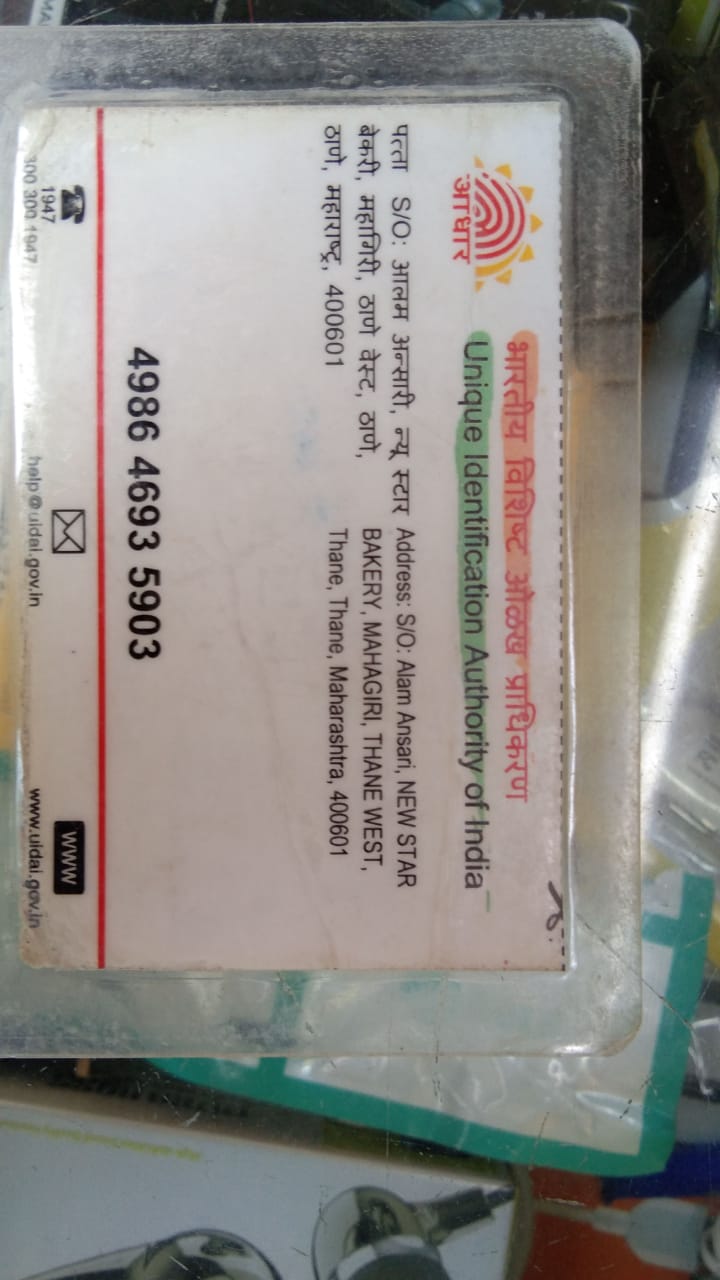 भारतीय विशिष्ट ओळख प्राधिकरण
Unique Identification Authority of India
आधार
पत्ता S/O: आलम अन्सारी, न्यू स्टार
बेकरी, महागिरी, ठाणे वेस्ट, ठाणे,
ठाणे, महाराष्ट्र, 400601
Address: S/O: Alam Ansari, NEW STAR
BAKERY, MAHAGIRI, THANE WEST,
Thane, Thane, Maharashtra, 400601
4986 4693 5903
1947
300 1947
help@uidai.gov.in
WWW
www.uidai.gov.in